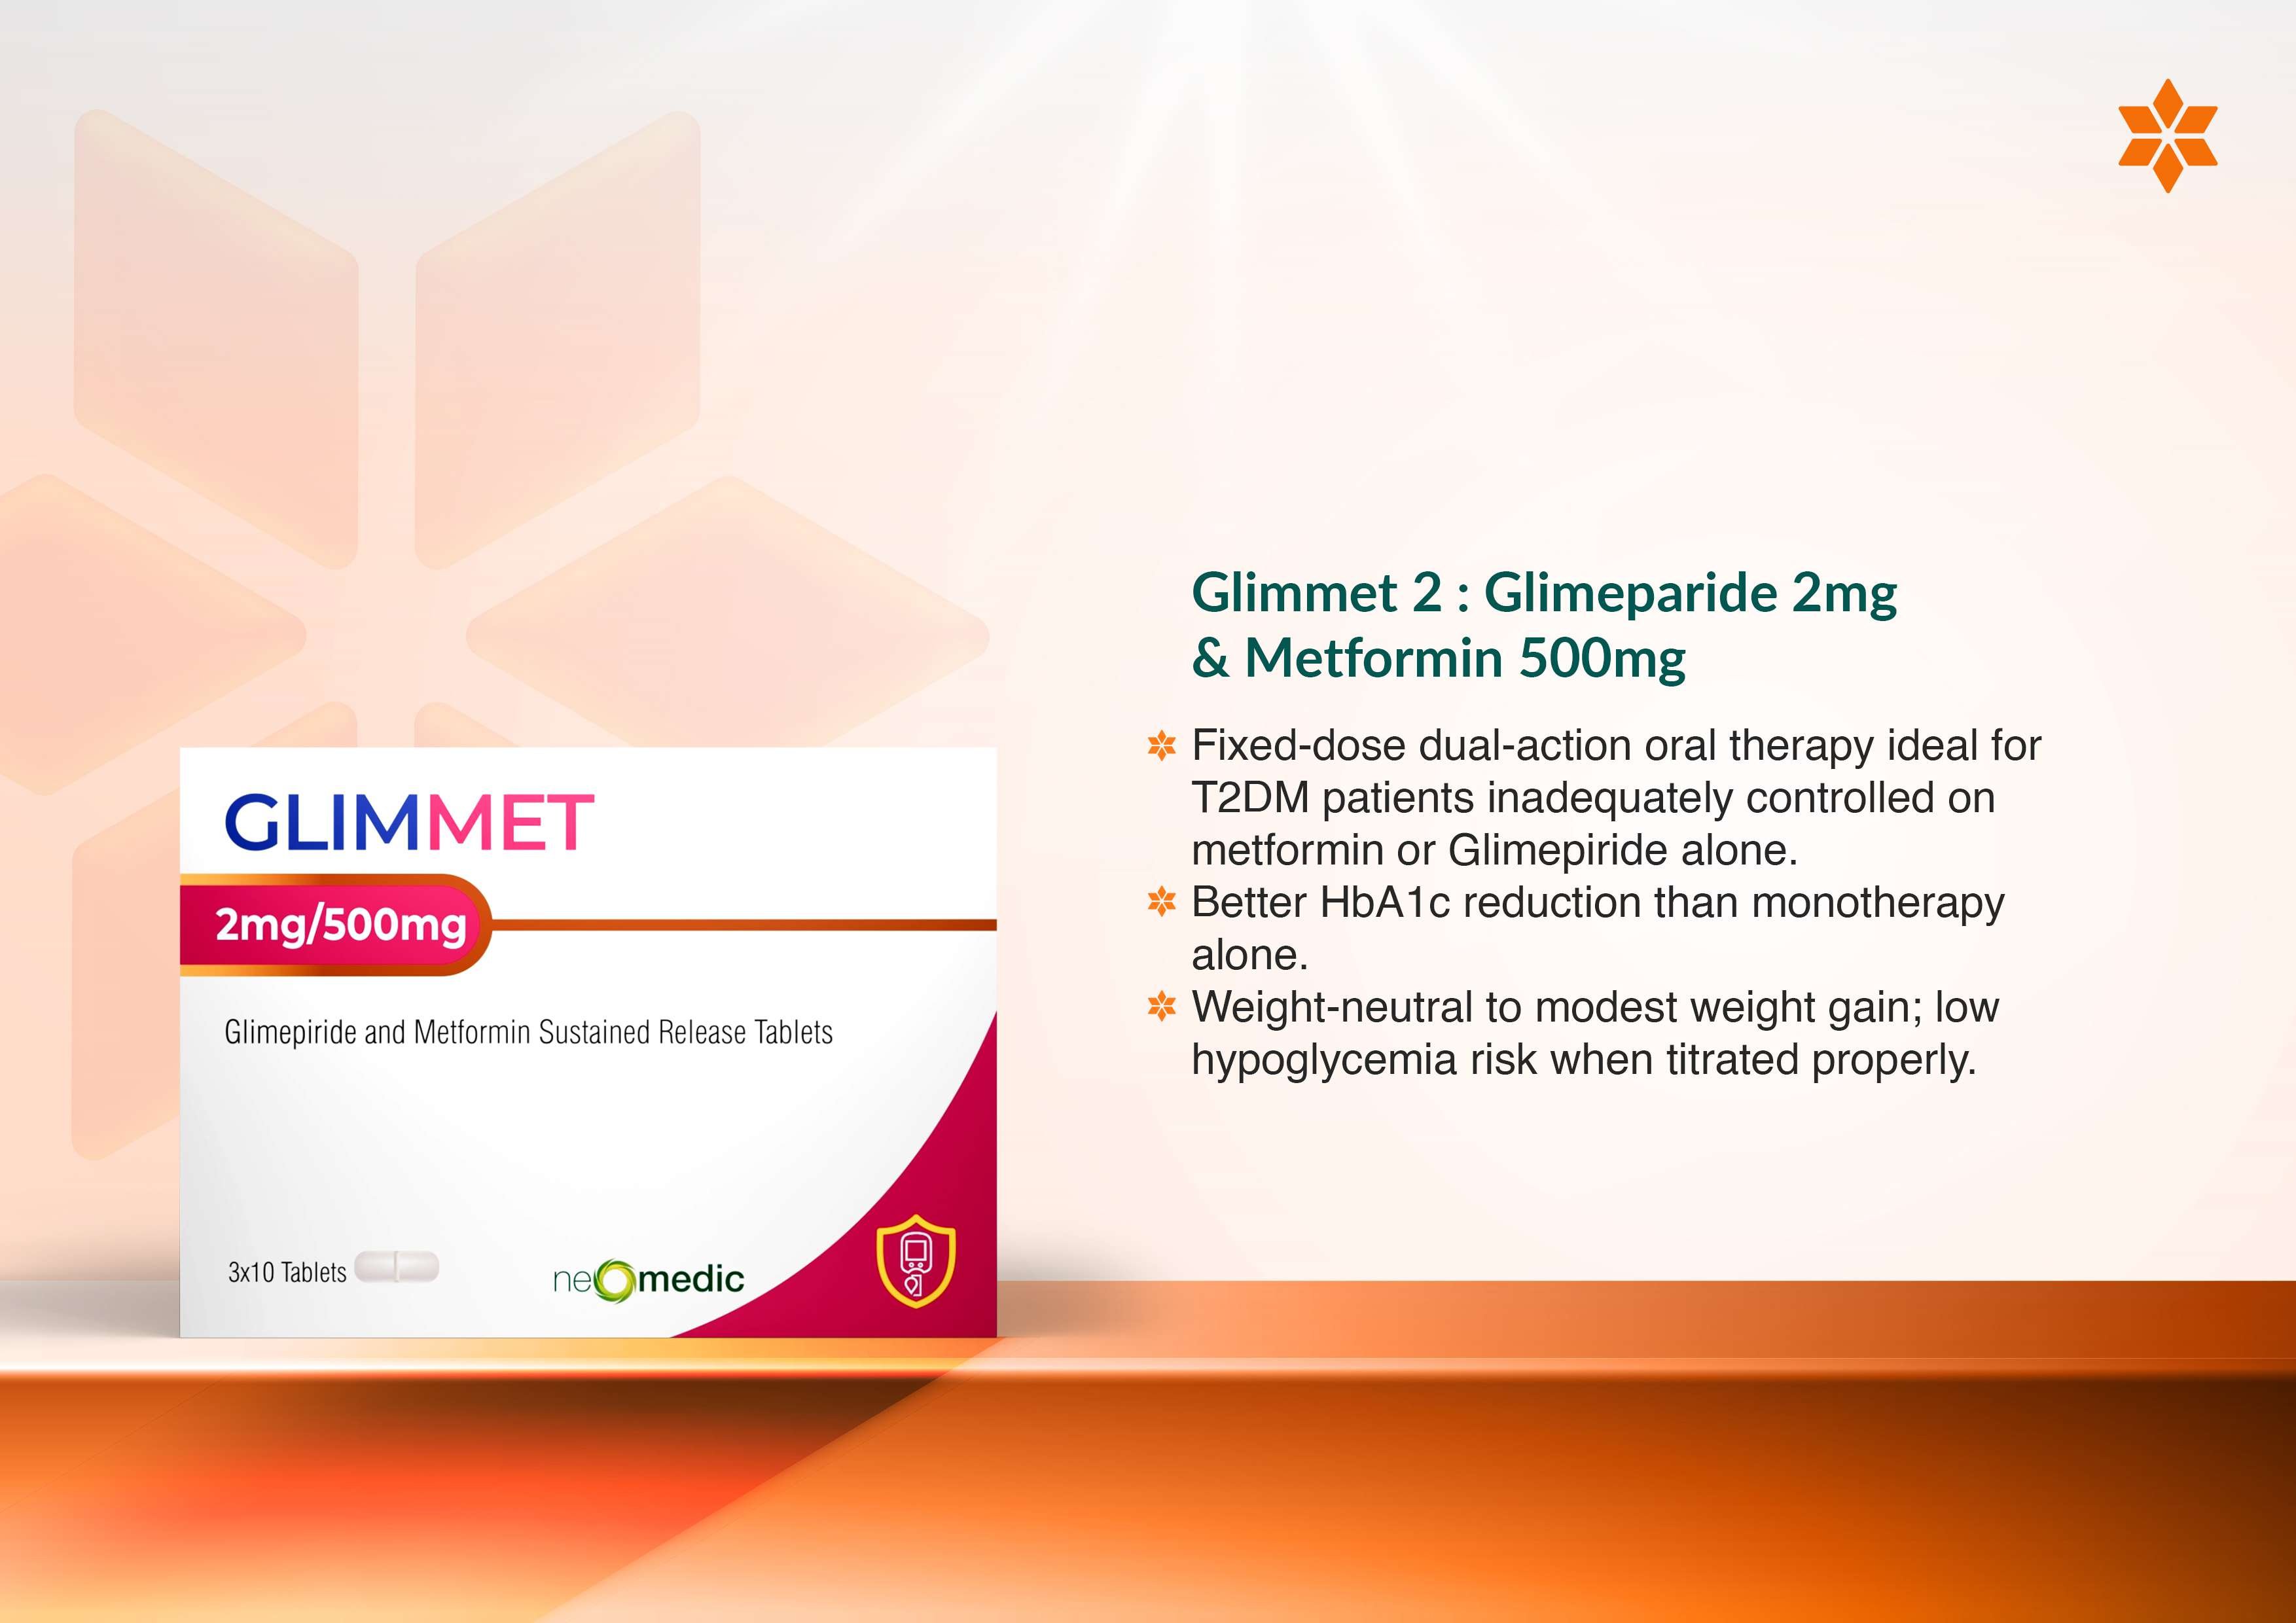 GLIMMET
2mg/500mg
Glimepiride and Metformin Sustained Release Tablets
3x10 Tablets
neomedic
Glimmet 2 : Glimeparide 2mg
& Metformin 500mg
Fixed-dose dual-action oral therapy ideal for
T2DM patients inadequately controlled on
metformin or Glimepiride alone.
Better HbA1c reduction than monotherapy
alone.
Weight-neutral to modest weight gain; low
hypoglycemia risk when titrated properly.